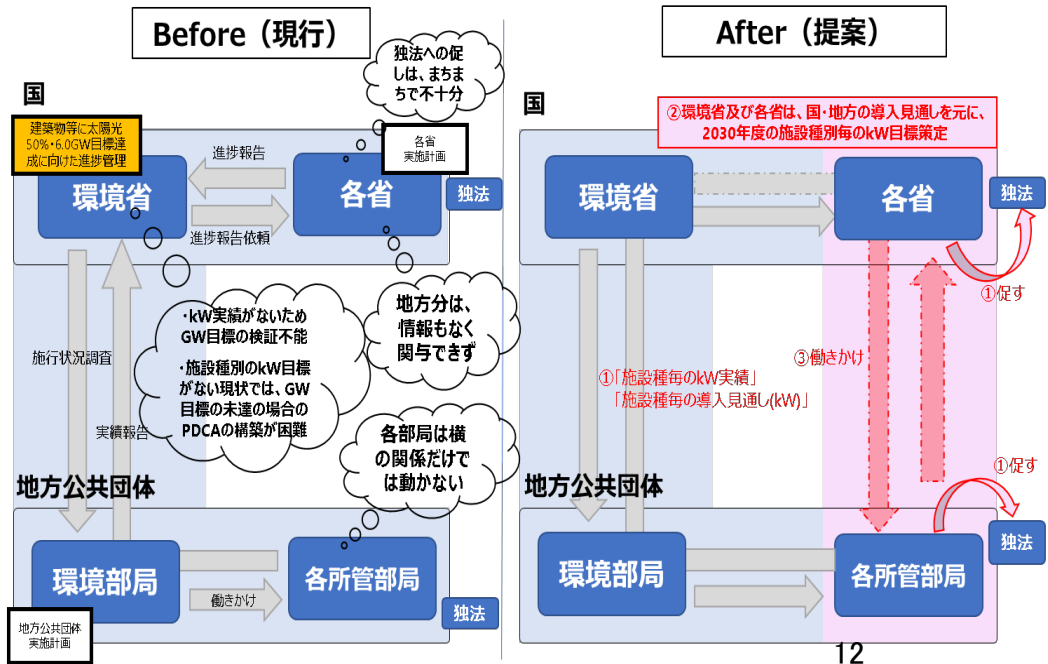 Before（現行）
独法への促
しは、まちま
ちで不十分
国
建築物等に太陽光
50%・6.0GW目標達
成に向けた進捗管理
各省
実施計画
進捗報告
環境省
各省
独法
進捗報告依頼
・kW実績がないため
GW目標の検証不能
・施設種別のkW目標
がない現状では、GW
目標の未達の場合の
PDCAの構築が困難
地方分は、
情報もなく
関与できず
施行状況調査
実績報告
各部局は横
の関係だけで
は動かない
地方公共団体
環境部局
各所管部局
働きかけ
独法
地方公共団体
実施計画
After（提案）
国
②環境省及び各省は、国・地方の導入見通しを元に、
2030年度の施設種別毎のkW目標策定
環境省
各省
独法
①促す
③働きかけ
①「施設種毎のkW実績」
「施設種毎の導入見通し(kW)」
①促す
地方公共団体
環境部局
各所管部局
独法
12